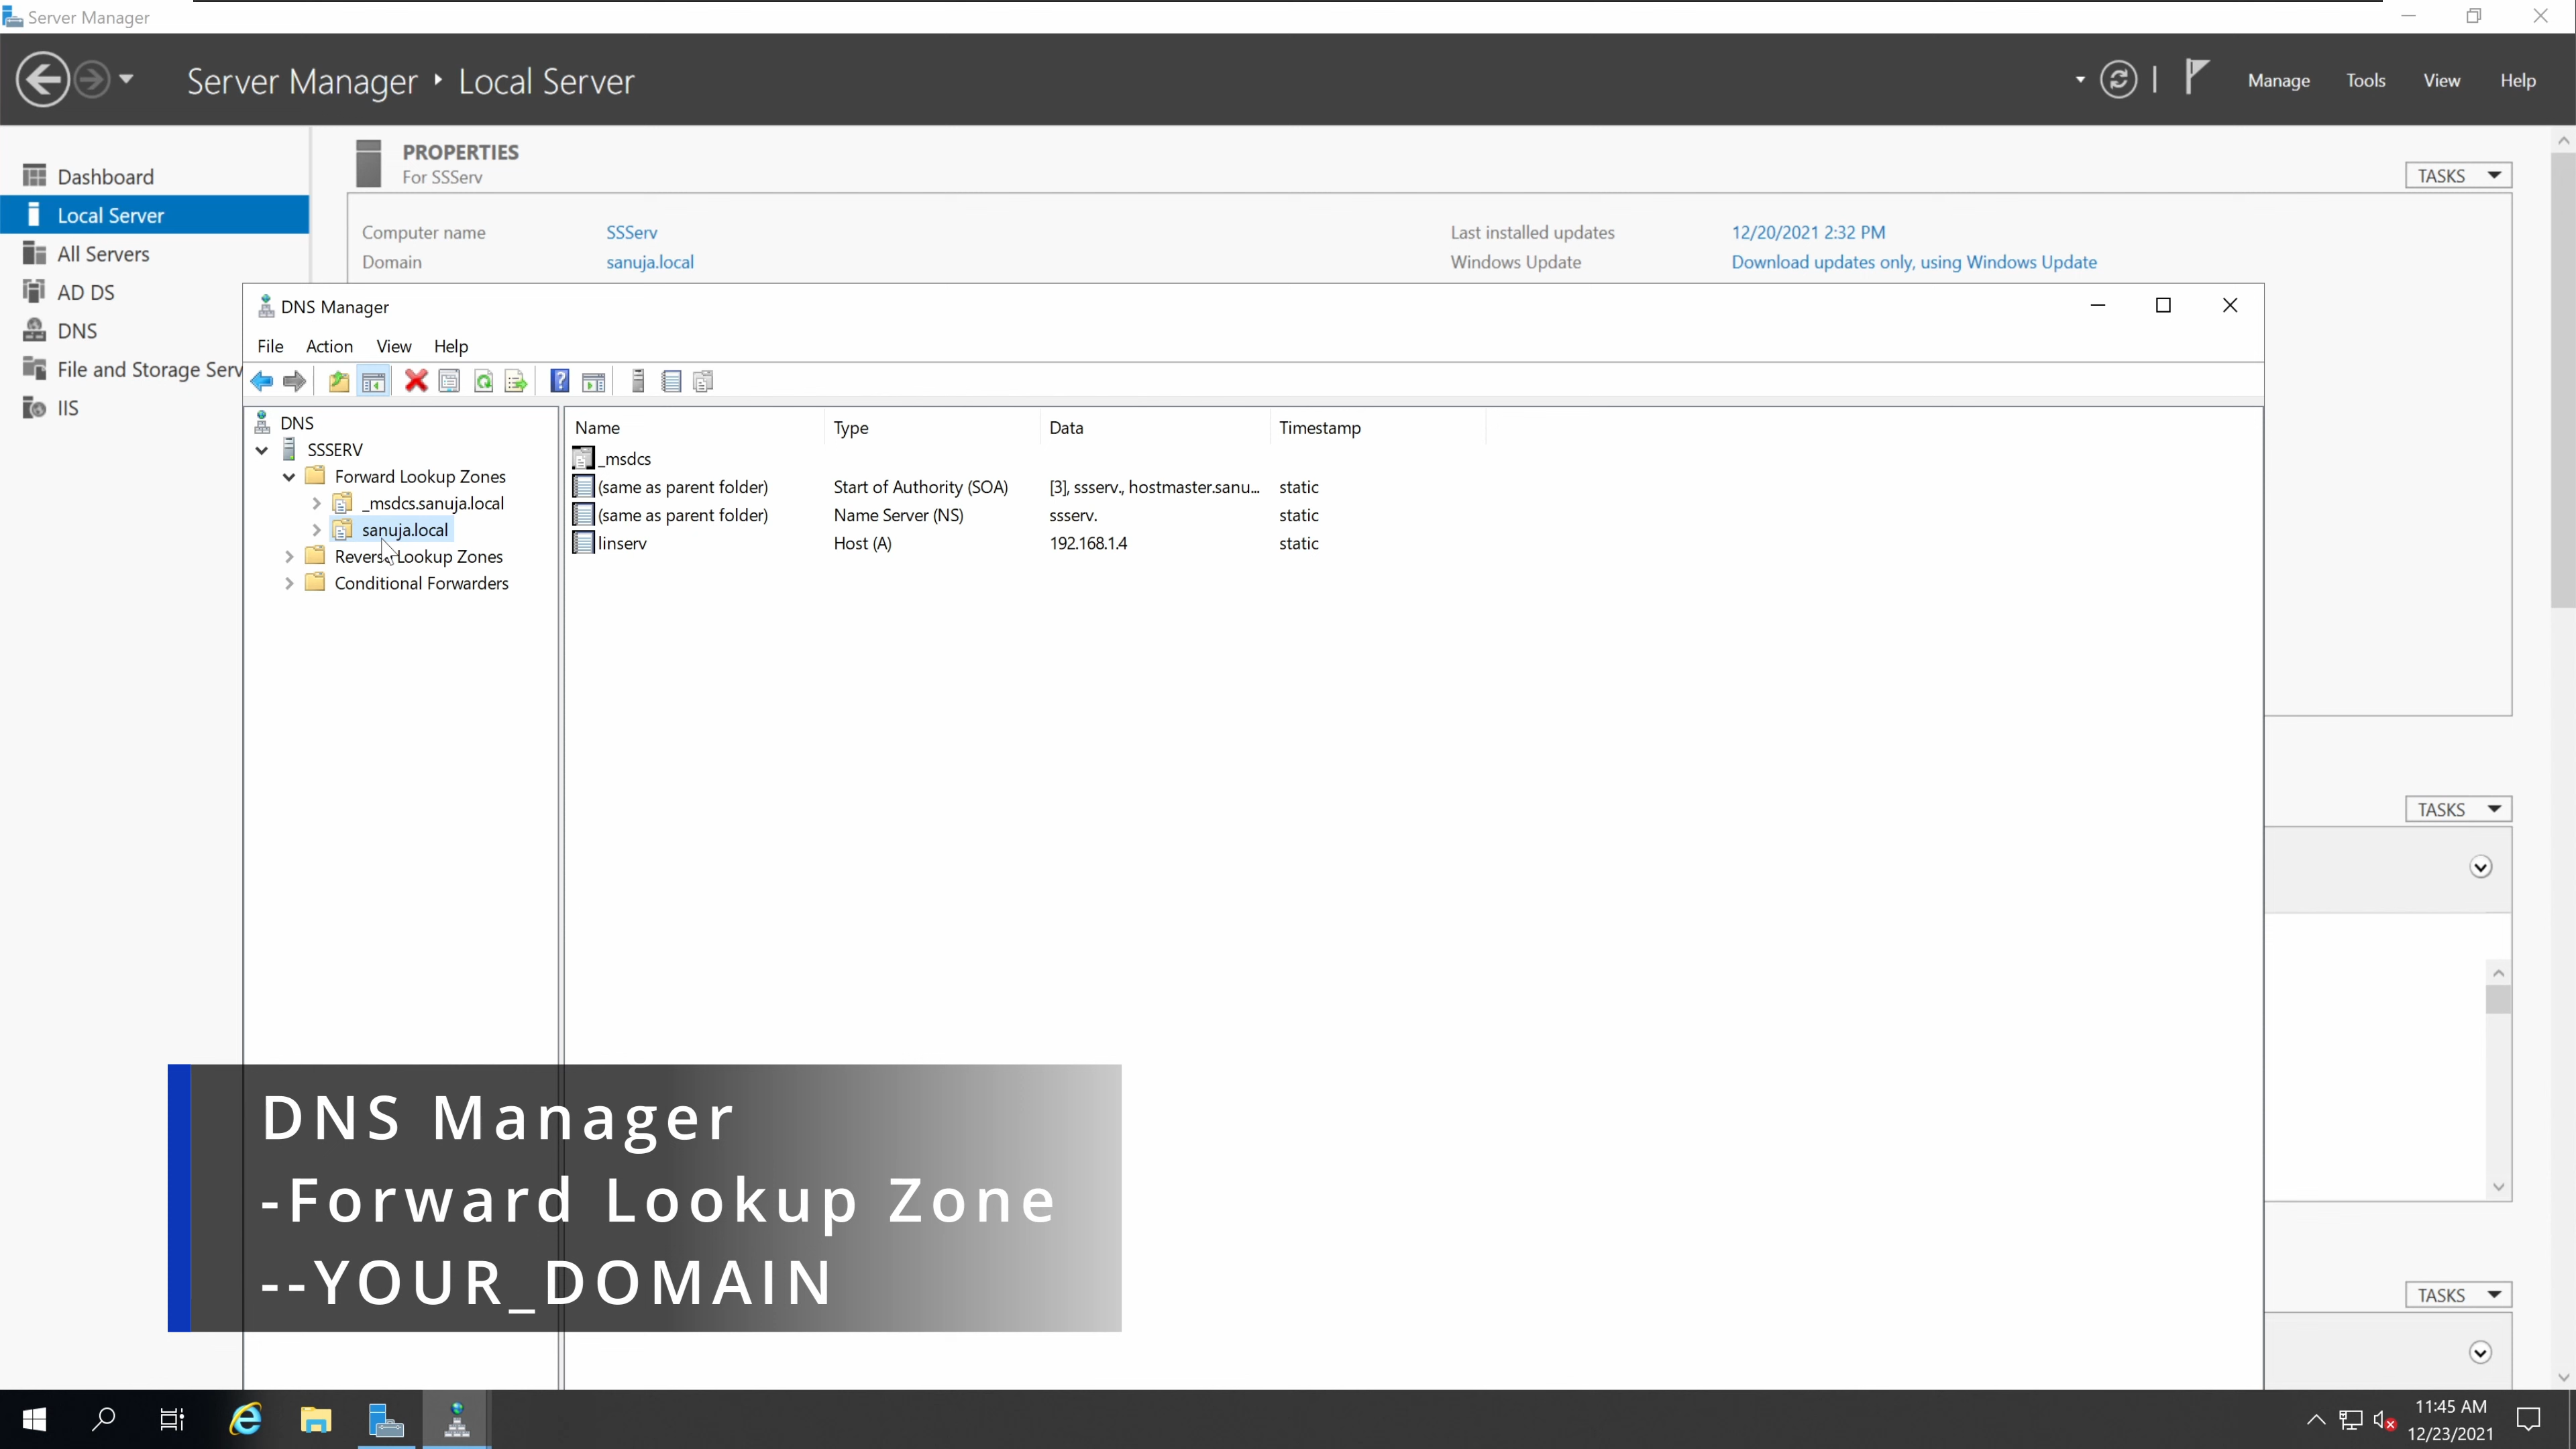 Server Manager
Server Manager ‣ Local Server
Manage Tools View Help
Dashboard
Local Server
All Servers
AD DS
DNS
File and Storage Serv
IIS
PROPERTIES
For SSServ
TASKS
Computer name SSServ Last installed updates 12/20/2021 2:32 PM
Domain sanuja.local Windows Update Download updates only, using Windows Update
DNS Manager
File Action View Help
DNS
SSSERV
Forward Lookup Zones
_msdcs.sanuja.local
sanuja.local
Reverse Lookup Zones
Conditional Forwarders
Name Type Data Timestamp
_msdcs
(same as parent folder) Start of Authority (SOA) [3], ssserv., hostmaster.sanu... static
(same as parent folder) Name Server (NS) ssserv. static
linserv Host (A) 192.168.1.4 static
TASKS
TASKS
DNS Manager
-Forward Lookup Zone
--YOUR_DOMAIN
11:45 AM
12/23/2021